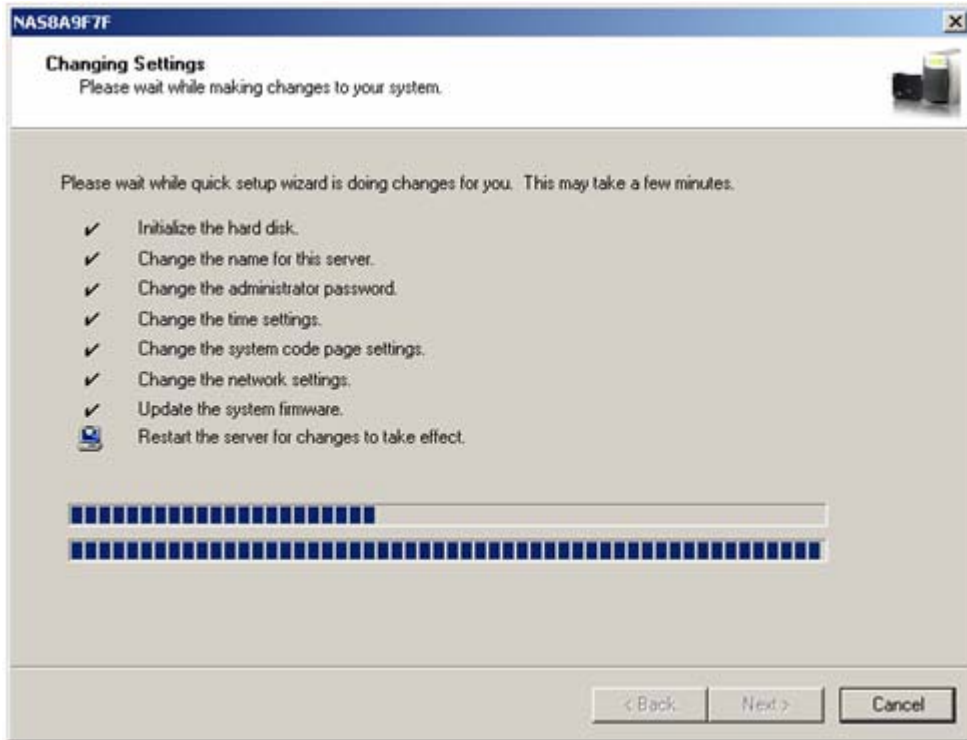 NAS8A9F7F
Changing Settings
Please wait while making changes to your system.
Please wait while quick setup wizard is doing changes for you. This may take a few minutes.
Initialize the hard disk.
Change the name for this server.
Change the administrator password.
Change the time settings.
Change the system code page settings.
Change the network settings.
Update the system firmware.
Restart the server for changes to take effect.
< Back
Next >
Cancel